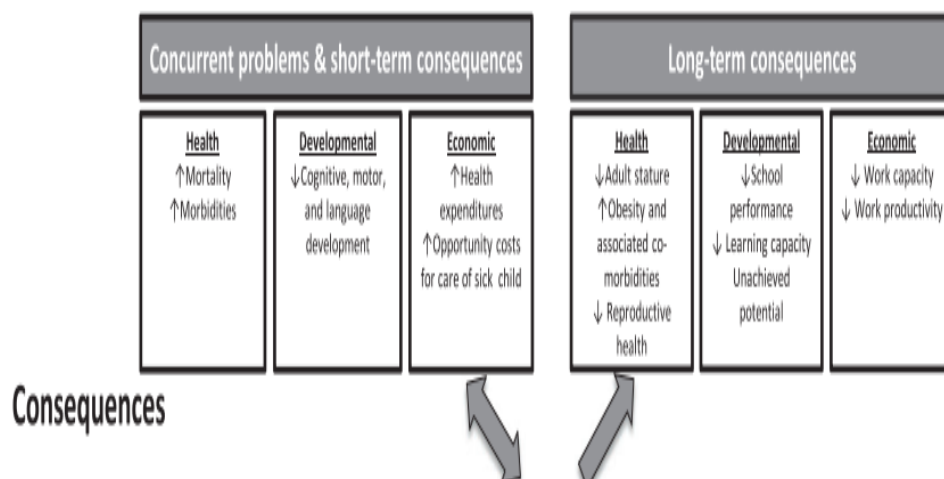 Concurrent problems & short-term consequences
Long-term consequences
Health
↑Mortality
↑Morbidities
Developmental
↓Cognitive, motor,
and language
development
Economic
↑Health
expenditures
↑Opportunity costs
for care of sick child
Health
↓Adult stature
↑Obesity and
associated co-
morbidities
↓ Reproductive
health
Developmental
↓School
performance
↓ Learning capacity
Unachieved
potential
Economic
↓ Work capacity
↓ Work productivity
Consequences